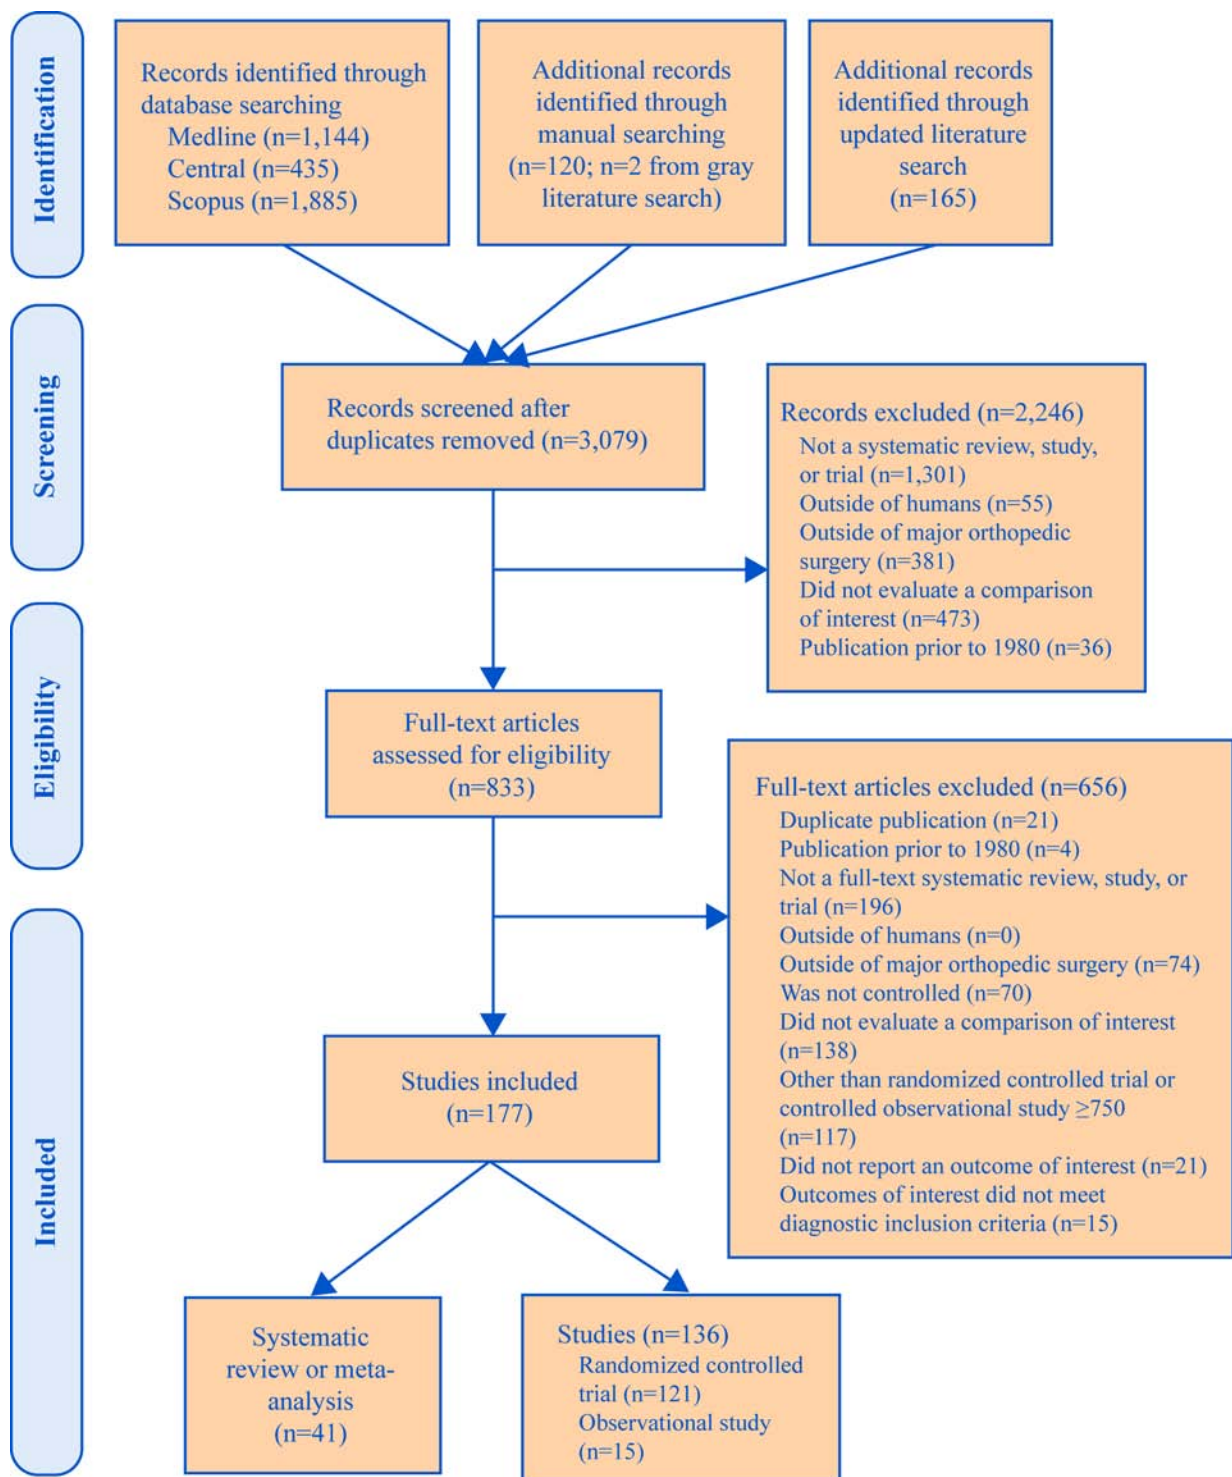 Identification
Records identified through
database searching
Medline (n=1,144)
Central (n=435)
Scopus (n=1,885)
Additional records
identified through
manual searching
(n=120; n=2 from gray
literature search)
Additional records
identified through
updated literature
search
(n=165)
Screening
Records screened after
duplicates removed (n=3,079)
Records excluded (n=2,246)
Not a systematic review, study,
or trial (n=1,301)
Outside of humans (n=55)
Outside of major orthopedic
surgery (n=381)
Did not evaluate a comparison
of interest (n=473)
Publication prior to 1980 (n=36)
Eligibility
Full-text articles
assessed for eligibility
(n=833)
Full-text articles excluded (n=656)
Duplicate publication (n=21)
Publication prior to 1980 (n=4)
Not a full-text systematic review, study, or
trial (n=196)
Outside of humans (n=0)
Outside of major orthopedic surgery (n=74)
Was not controlled (n=70)
Did not evaluate a comparison of interest
(n=138)
Other than randomized controlled trial or
controlled observational study ≥750
(n=117)
Did not report an outcome of interest (n=21)
Outcomes of interest did not meet
diagnostic inclusion criteria (n=15)
Included
Studies included
(n=177)
Systematic
review or meta-
analysis
(n=41)
Studies (n=136)
Randomized controlled
trial (n=121)
Observational study
(n=15)